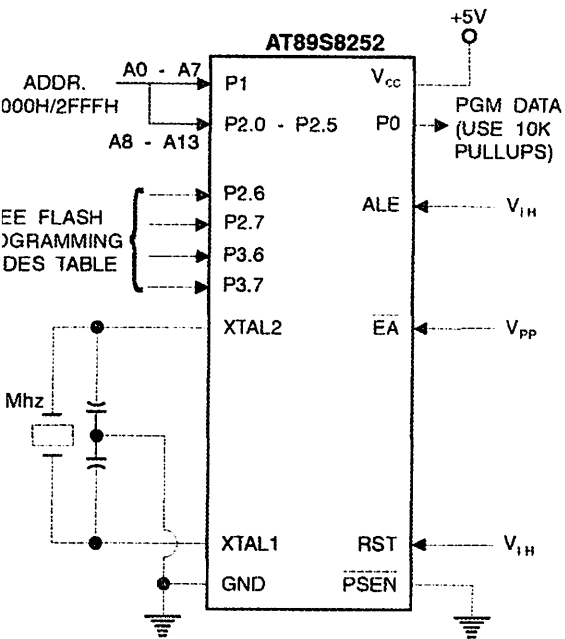 +5V
AT89S8252
ADDR.
000H/2FFFH
A0 - A7
P1
Vcc
A8 - A13
P2.0 - P2.5
P0
PGM DATA
(USE 10K
PULLUPS)
EE FLASH
OGRAMMING
DES TABLE
P2.6
P2.7
P3.6
P3.7
ALE
VIH
XTAL2
EA
VPP
Mhz
XTAL1
RST
VIH
GND
PSEN